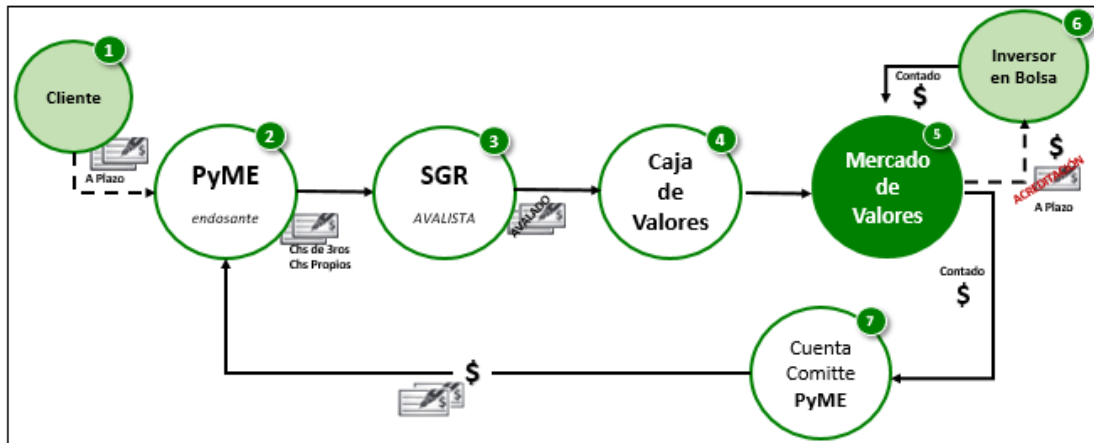 1
Cliente
A Plazo
2
PyME
endosante
Chs de 3ros
Chs Propios
3
SGR
AVALISTA
AVALADO
4
Caja
de
Valores
5
Mercado
de
Valores
6
Inversor
en Bolsa
Contado
$
$
ACREDITACIÓN
A Plazo
Contado
$
7
Cuenta
Comitte
PyME
$